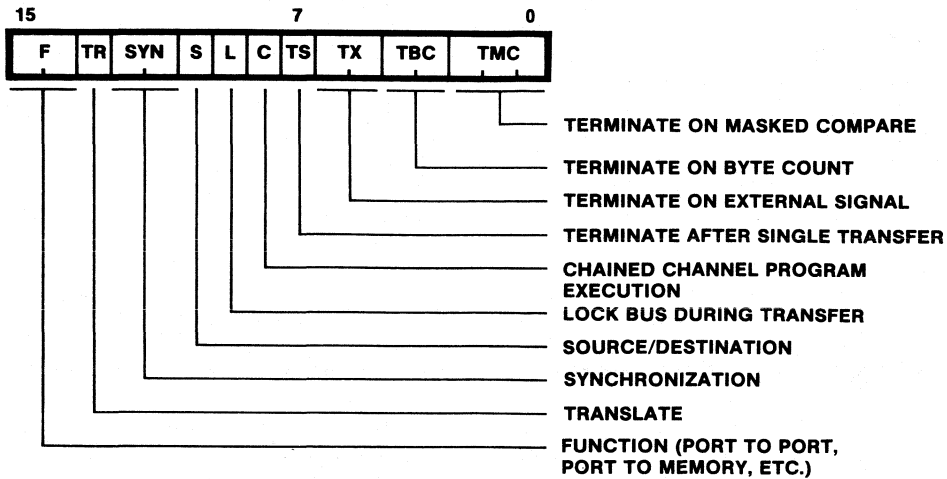 15 7 0
F TR SYN S L C TS TX TBC TMC
TERMINATE ON MASKED COMPARE
TERMINATE ON BYTE COUNT
TERMINATE ON EXTERNAL SIGNAL
TERMINATE AFTER SINGLE TRANSFER
CHAINED CHANNEL PROGRAM
EXECUTION
LOCK BUS DURING TRANSFER
SOURCE/DESTINATION
SYNCHRONIZATION
TRANSLATE
FUNCTION (PORT TO PORT,
PORT TO MEMORY, ETC.)